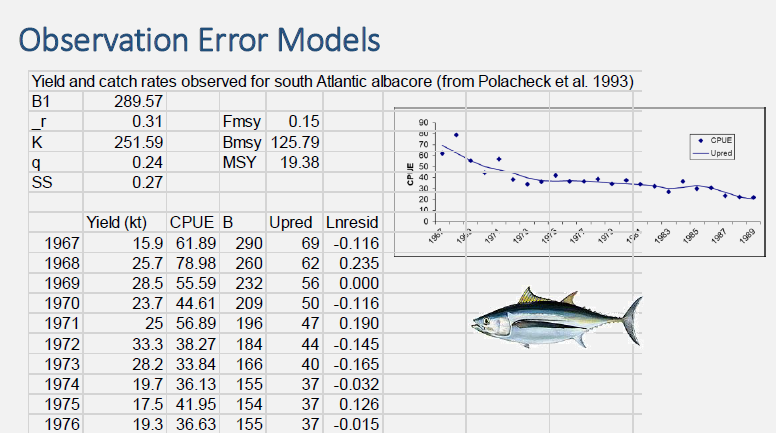 Observation Error Models
Yield and catch rates observed for south Atlantic albacore (from Polacheck et al. 1993)
B1 289.57
_r 0.31 Fmsy 0.15
K 251.59 Bmsy 125.79
q 0.24 MSY 19.38
SS 0.27
Yield (kt) CPUE B Upred Lnresid
1967 15.9 61.89 290 69 -0.116
1968 25.7 78.98 260 62 0.235
1969 28.5 55.59 232 56 0.000
1970 23.7 44.61 209 50 -0.116
1971 25 56.89 196 47 0.190
1972 33.3 38.27 184 44 -0.145
1973 28.2 33.84 166 40 -0.165
1974 19.7 36.13 155 37 -0.032
1975 17.5 41.95 154 37 0.126
1976 19.3 36.63 155 37 -0.015
CPUE
90
80
70
60
50
40
30
20
10
0
1967 1971 1977 1983 1985 1987 1989
CPUE
Upred